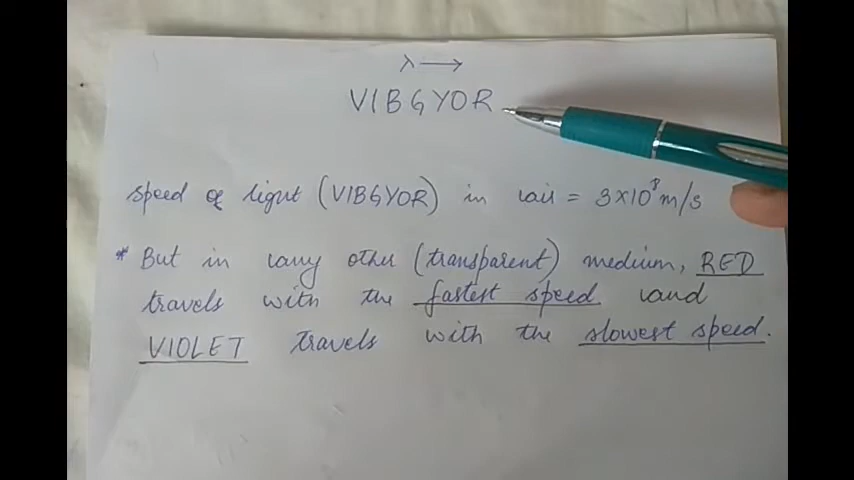 λ →
VIBGYOR
speed of light (VIBGYOR) in air = 3×10⁸ m/s
* But in any other (transparent) medium, RED
travels with the fastest speed and
VIOLET travels with the slowest speed.